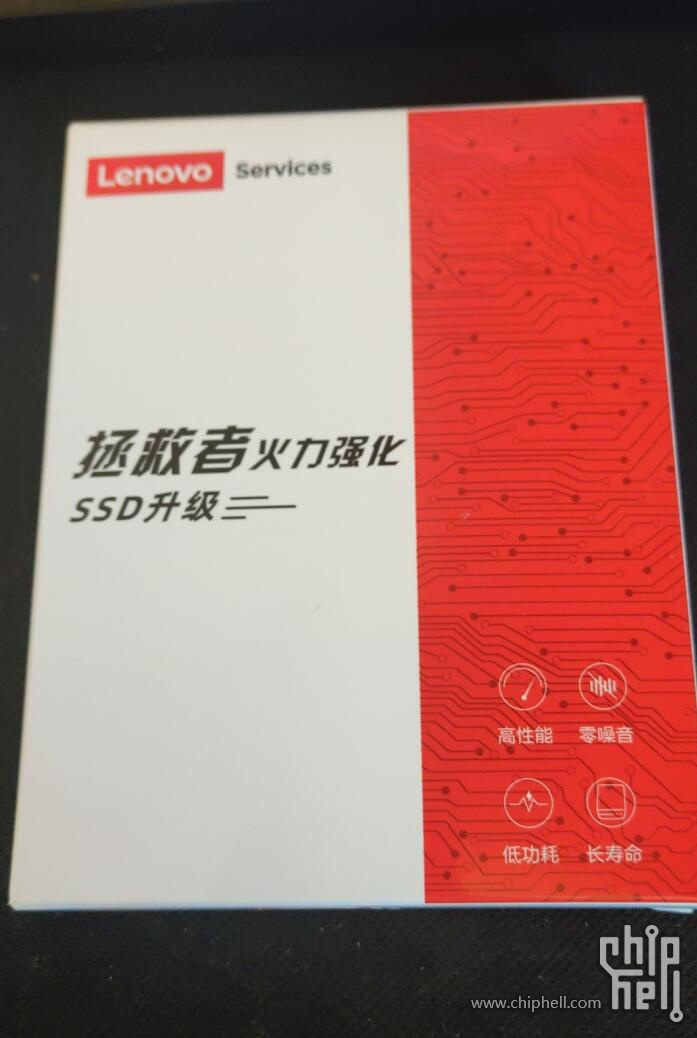 Lenovo Services
拯救者火力强化
SSD升级
高性能 零噪音
低功耗 长寿命
www.chiphell.com
chip
hell